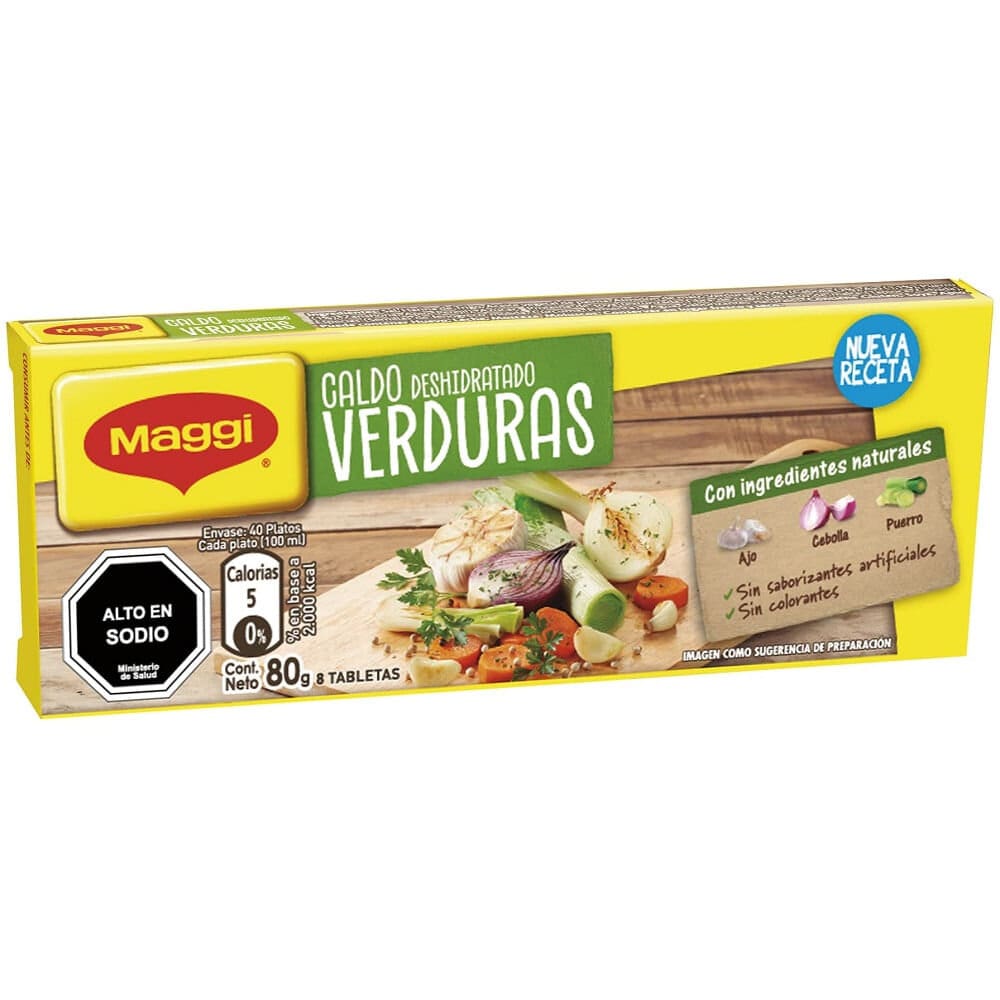 Maggi
CALDO DESHIDRATADO
VERDURAS
CONSUMIR ANTES DE
Maggi®
CALDO DESHIDRATADO
VERDURAS
NUEVA
RECETA
Con ingredientes naturales
Ajo
Cebolla
Puerro
✓Sin saborizantes artificiales
✓Sin colorantes
Envase: 40 Platos
Cada plato (100 ml)
Calorías
5
0%
% en base a
2.000 kcal
ALTO EN
SODIO
Ministerio
de Salud
Cont.
Neto 80g 8 TABLETAS
IMAGEN COMO SUGERENCIA DE PREPARACIÓN